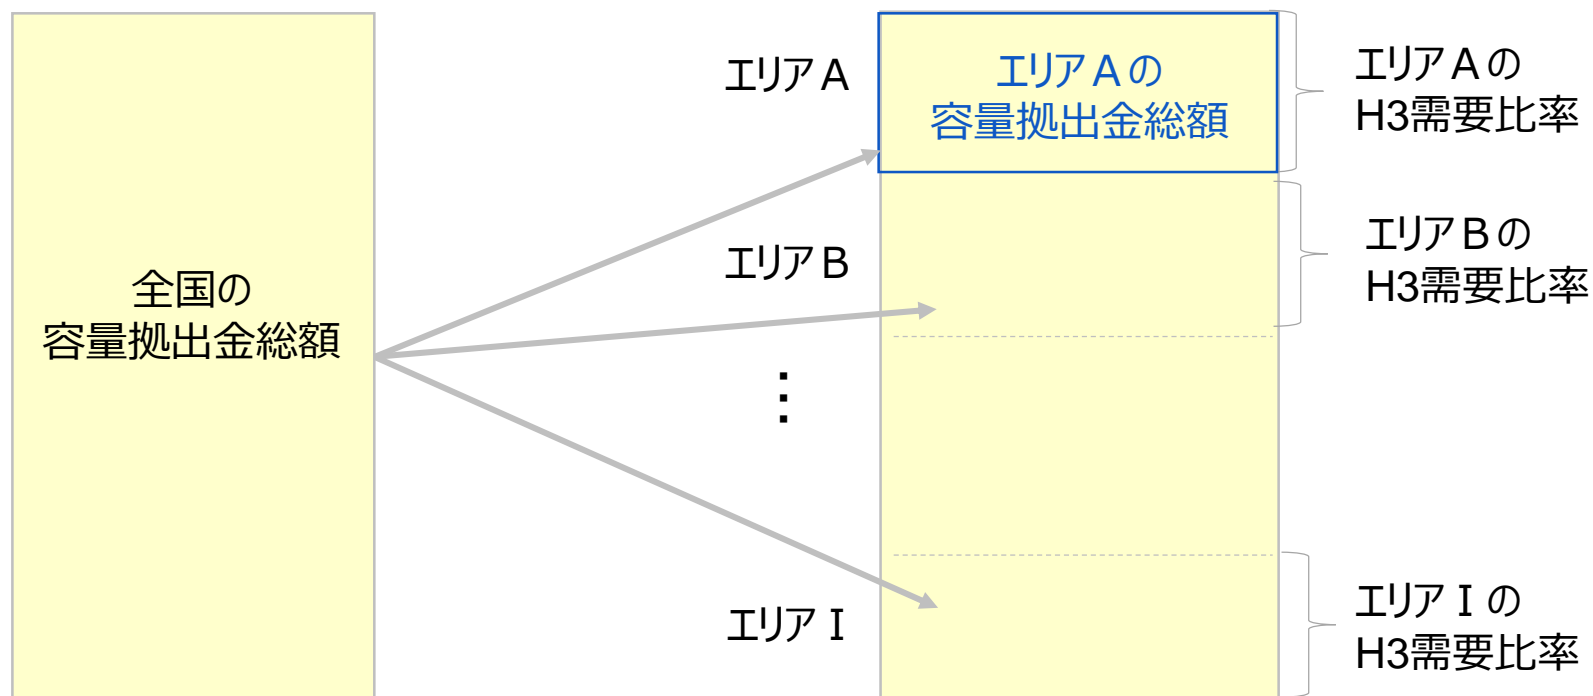 全国の
容量拠出金総額
エリアA
エリアB
⋮
エリアI
エリアAの
容量拠出金総額
エリアAの
H3需要比率
エリアBの
H3需要比率
エリアIの
H3需要比率